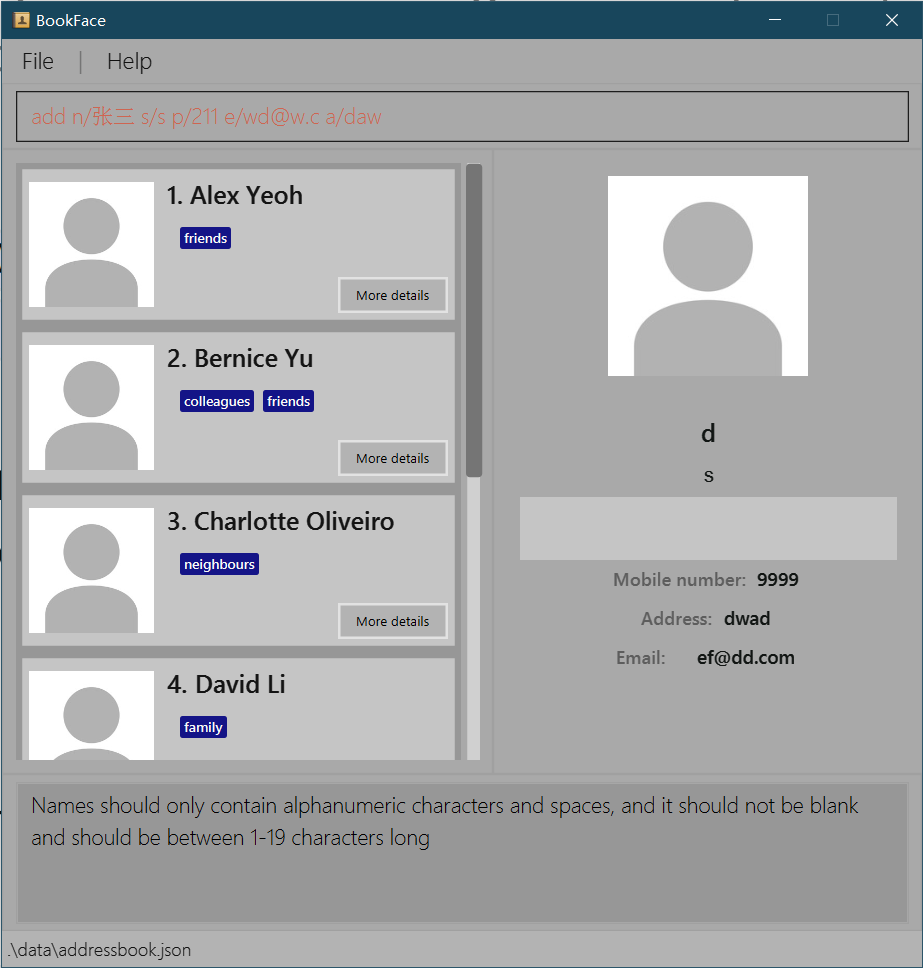 BookFace
File | Help
add n/张三 s/s p/211 e/wd@w.c a/daw
1. Alex Yeoh
friends
More details
2. Bernice Yu
colleagues friends
More details
3. Charlotte Oliveiro
neighbours
More details
4. David Li
family
d
s
Mobile number: 9999
Address: dwad
Email: ef@dd.com
Names should only contain alphanumeric characters and spaces, and it should not be blank
and should be between 1-19 characters long
.\data\addressbook.json